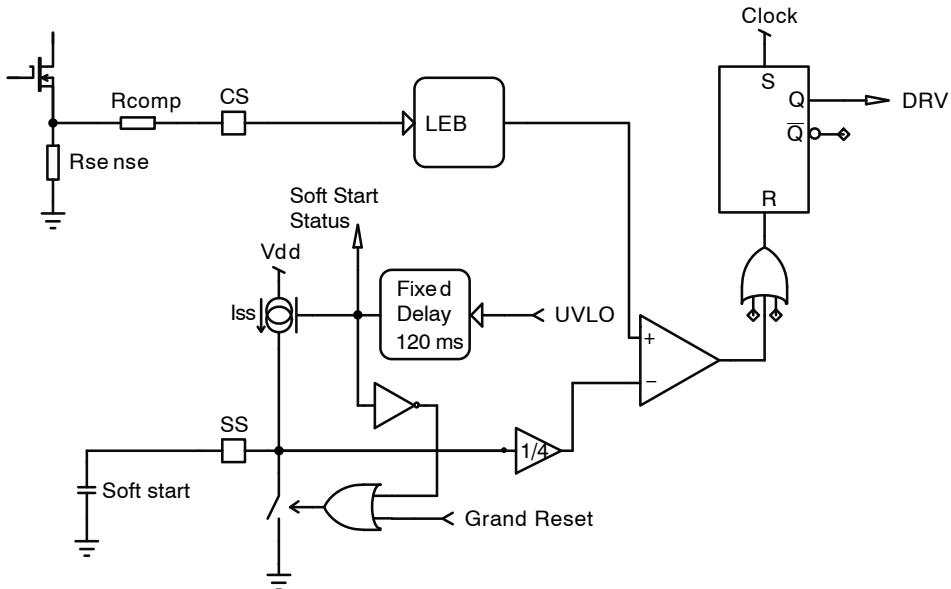 Clock
S
Q
DRV
Q
R
Rcomp
CS
LEB
Rse nse
Soft Start
Status
Vdd
Iss
Fixed
Delay
120 ms
UVLO
+
−
SS
1/4
Soft start
Grand Reset